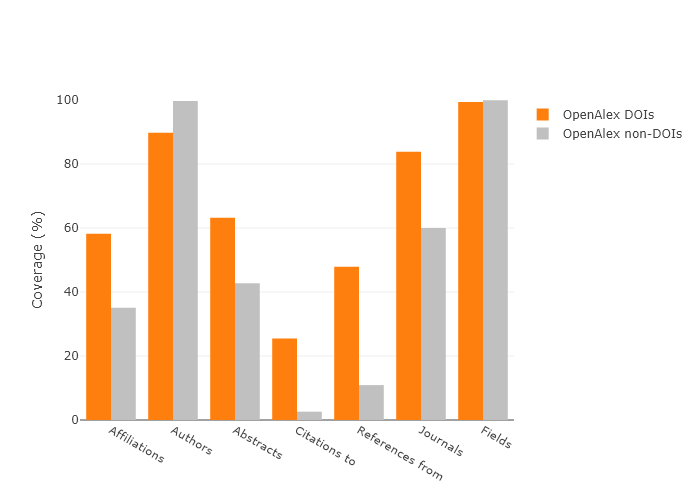 100
80
60
40
20
0
Coverage (%)
Affiliations
Authors
Abstracts
Citations to
References from
Journals
Fields
OpenAlex DOIs
OpenAlex non-DOIs